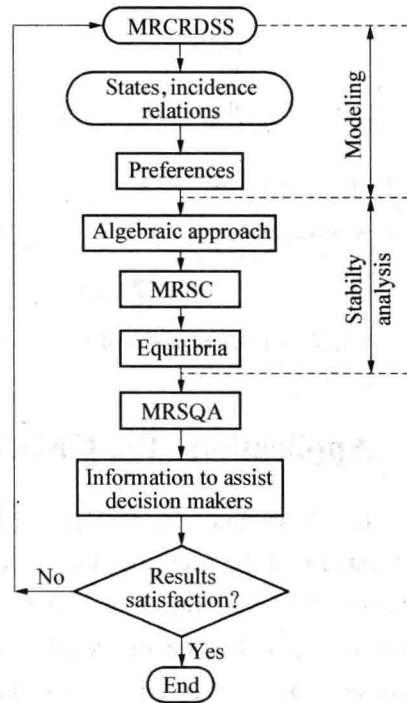 MRCRDSS
States, incidence
relations
Preferences
Modeling
Algebraic approach
MRSC
Equilibria
Stabilty
analysis
MRSQA
Information to assist
decision makers
Results
satisfaction?
No
Yes
End